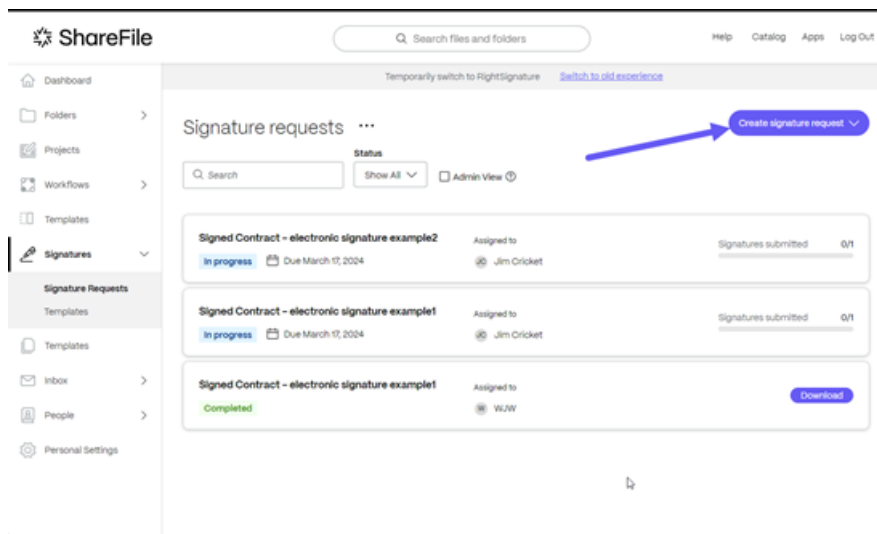 ShareFile
Search files and folders
Help Catalog Apps Log Out
Temporarily switch to RightSignature Switch to old experience
Dashboard
Folders
Projects
Workflows
Templates
Signatures
Signature Requests
Templates
Templates
Inbox
People
Personal Settings
Signature requests ...
Create signature request
Status
Search
Show All
Admin View
Signed Contract - electronic signature example2
In progress Due March 17, 2024
Assigned to
JC Jim Cricket
Signatures submitted 0/1
Signed Contract - electronic signature example1
In progress Due March 17, 2024
Assigned to
JC Jim Cricket
Signatures submitted 0/1
Signed Contract - electronic signature example1
Completed
Assigned to
W WJW
Download